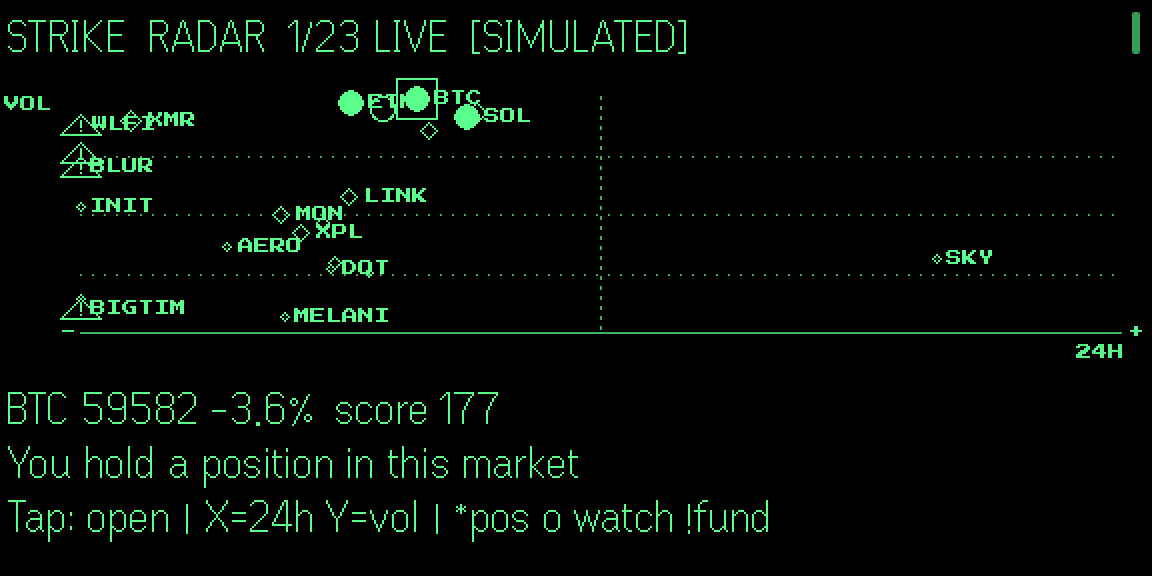 STRIKE RADAR 1/23 LIVE [SIMULATED]
VOL
BTC
SOL
WLFI
XMR
BLUR
LINK
INIT
MON
XPL
AERO
SKY
DOT
BIGTIM
MELANI
- +
24H
BTC 59582 -3.6% score 177
You hold a position in this market
Tap: open | X=24h Y=vol | *pos o watch !fund